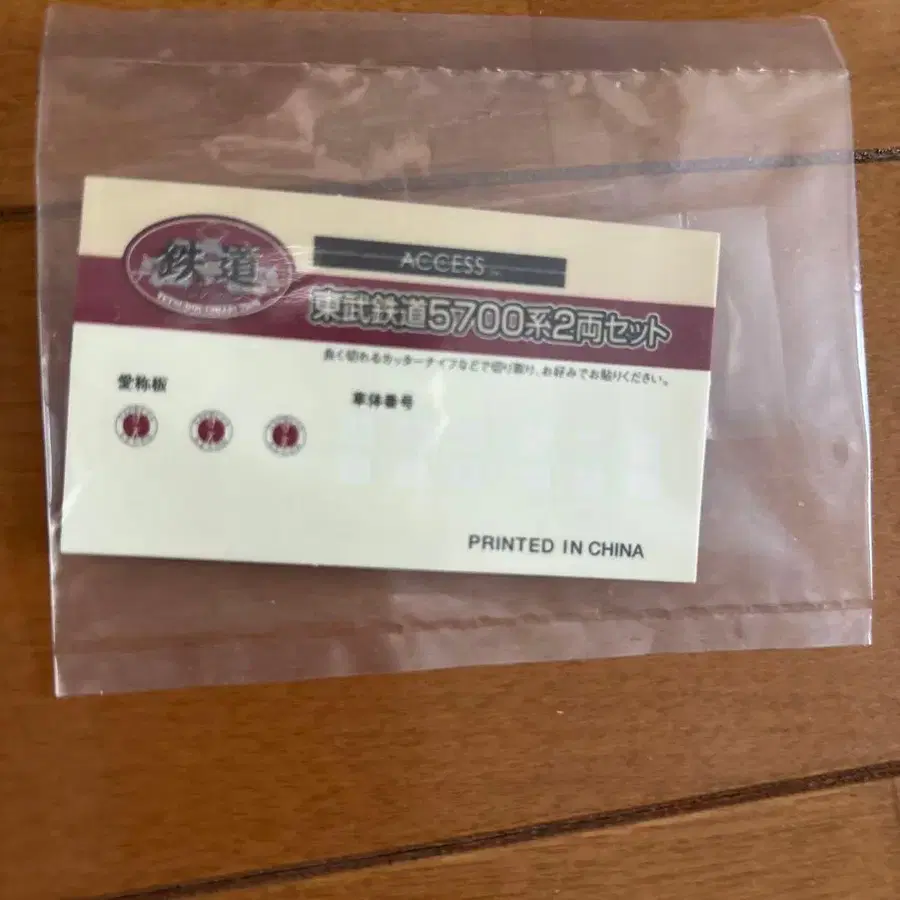 鉄道
ACCESS
東武鉄道5700系2両セット
良く切れるカッターナイフなどで切り取り、お好みでお貼りください。
愛称板
車体番号
PRINTED IN CHINA